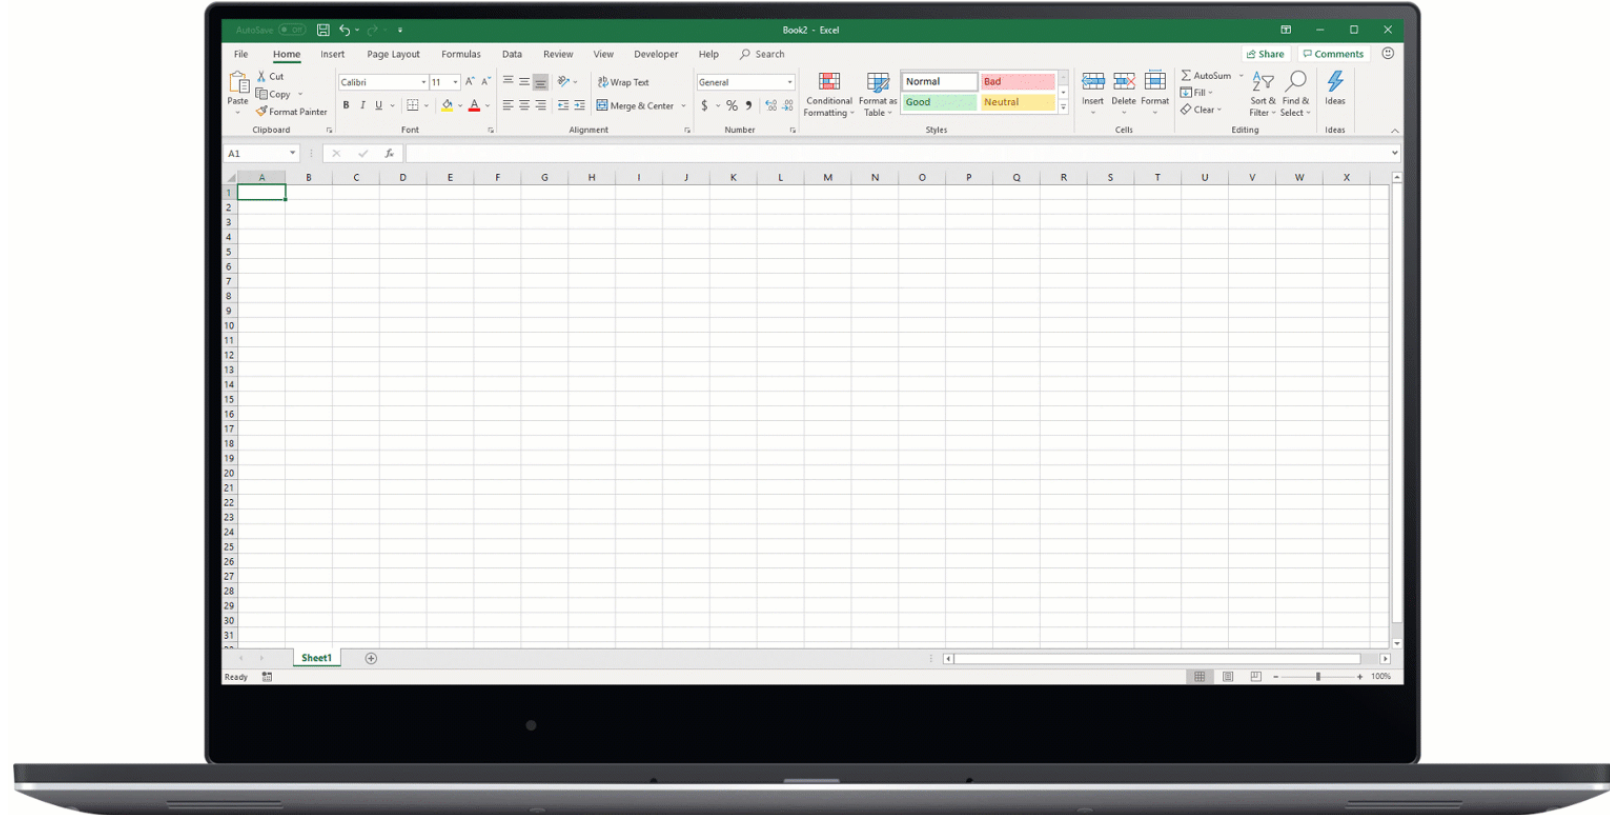 AutoSave Off Book2 - Excel
File Home Insert Page Layout Formulas Data Review View Developer Help Search Share Comments
Paste Cut Copy Format Painter
Calibri 11 B I U A
Wrap Text Merge & Center
General $ % 9
Conditional Formatting Format as Table
Normal Bad
Good Neutral
Insert Delete Format
AutoSum Fill Clear Sort & Filter Find & Select Ideas
Clipboard Font Alignment Number Styles Cells Editing Ideas
A1 fx
A B C D E F G H I J K L M N O P Q R S T U V W X
1
2
3
4
5
6
7
8
9
10
11
12
13
14
15
16
17
18
19
20
21
22
23
24
25
26
27
28
29
30
31
Sheet1
Ready 100%